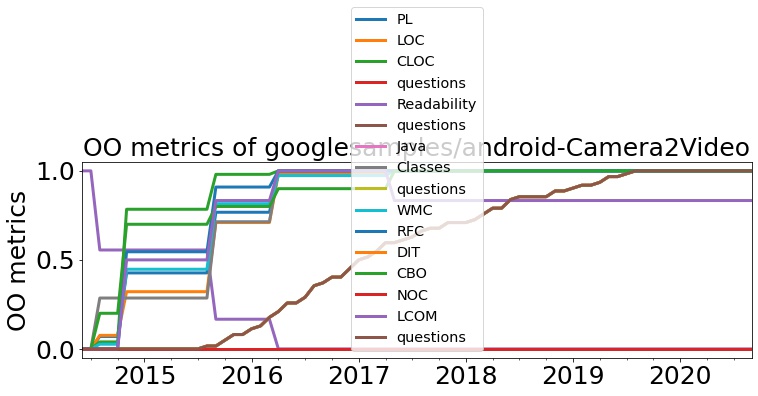 PL
LOC
CLOC
questions
Readability
questions
OO metrics of googlesamples/android-Camera2Video
Java
Classes
questions
WMC
RFC
DIT
CBO
NOC
LCOM
questions
OO metrics
1.0
0.5
0.0
2015 2016 2017 2018 2019 2020